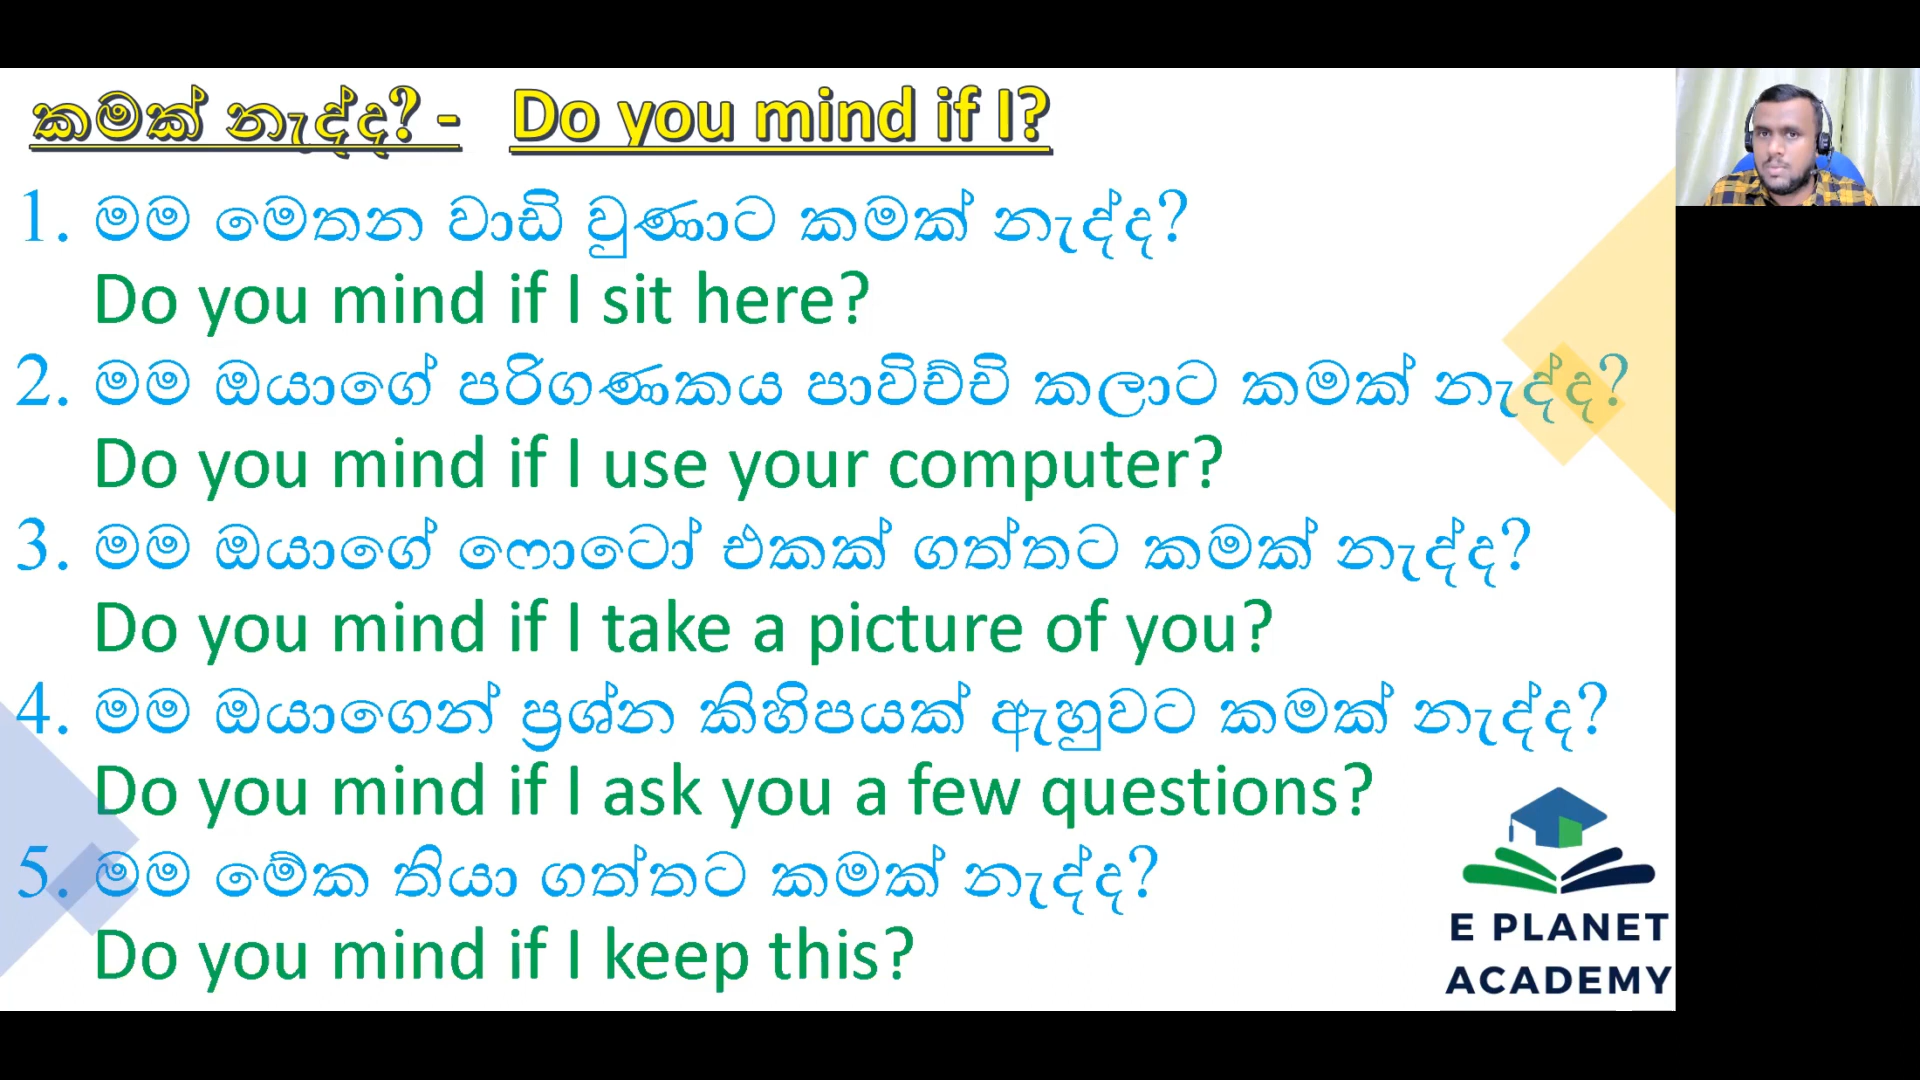 කමක් නැද්ද? - Do you mind if I?
1. මම මෙතන වාඩි වුණාට කමක් නැද්ද?
Do you mind if I sit here?
2. මම ඔයාගේ පරිගණකය පාවිච්චි කලාට කමක් නැද්ද?
Do you mind if I use your computer?
3. මම ඔයාගේ ෆොටෝ එකක් ගත්තට කමක් නැද්ද?
Do you mind if I take a picture of you?
4. මම ඔයාගෙන් ප්‍රශ්න කිහිපයක් ඇහුවට කමක් නැද්ද?
Do you mind if I ask you a few questions?
5. මම මේක තියා ගත්තට කමක් නැද්ද?
Do you mind if I keep this?
E PLANET
ACADEMY